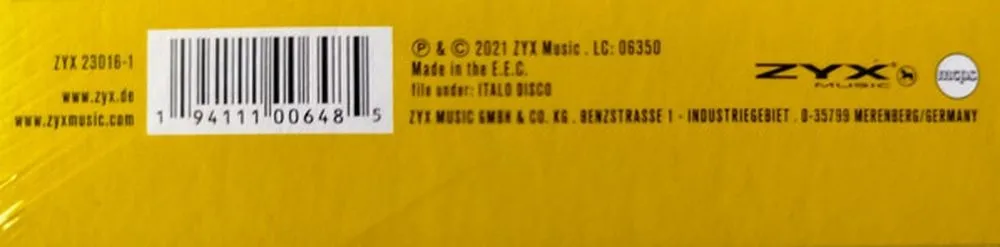 ZYX 23016-1
www.zyx.de
www.zyxmusic.com
1 94111 00648 5
℗ & © 2021 ZYX Music . LC: 06350
Made in the E.E.C.
file under: ITALO DISCO
ZYX MUSIC GMBH & CO. KG . BENZSTRASSE 1 - INDUSTRIEGEBIET . D-35799 MERENBERG/GERMANY
ZYX®
MUSIC
mcps